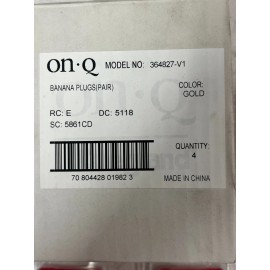 on·Q MODEL NO: 364827-V1
BANANA PLUGS(PAIR) COLOR:
GOLD
RC: E DC: 5118
SC: 5861CD
QUANTITY:
4
70 804428 01982 3 MADE IN CHINA